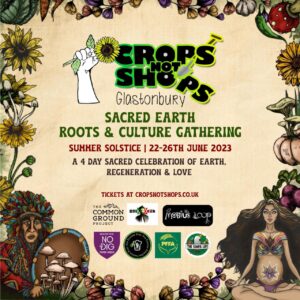 CROPS
NOT
SHOPS
Glastonbury
SACRED EARTH
ROOTS & CULTURE GATHERING
SUMMER SOLSTICE | 22-26TH JUNE 2023
A 4 DAY SACRED CELEBRATION OF EARTH,
REGENERATION & LOVE
TICKETS AT CROPSNOTSHOPS.CO.UK
THE
COMMON
GROUND
PROJECT
NO
DIG